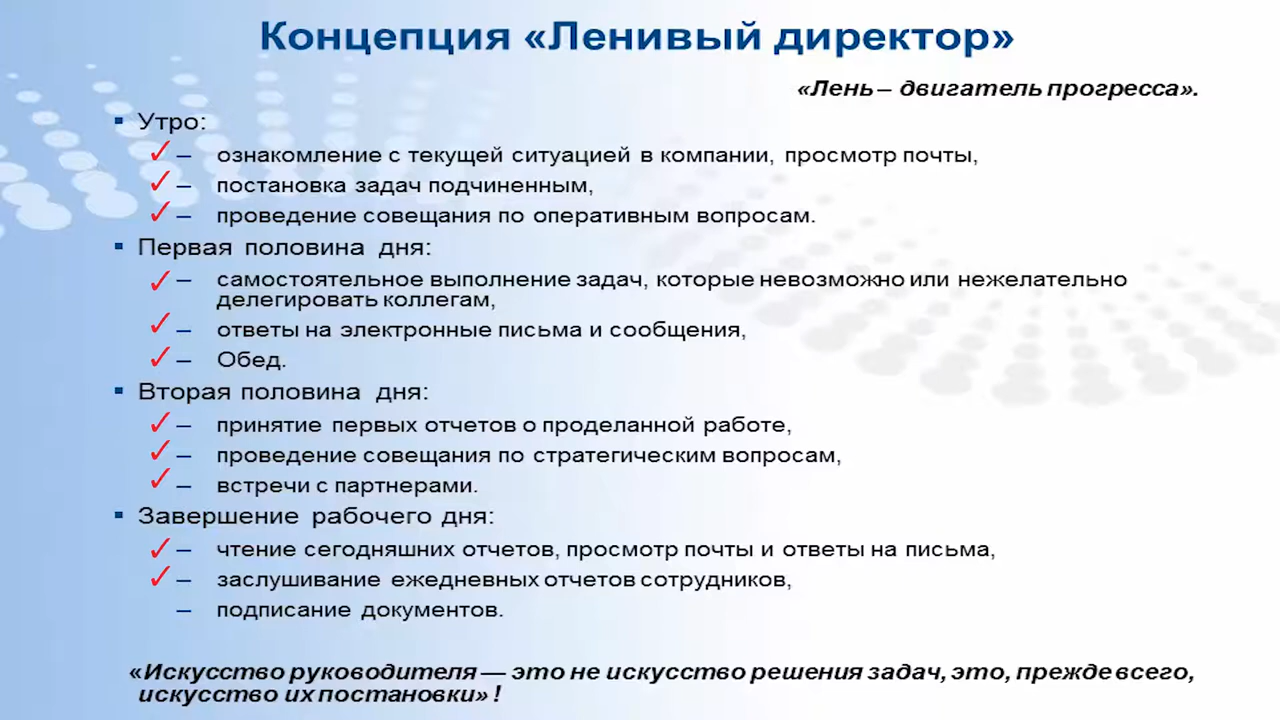 Концепция «Ленивый директор»
«Лень – двигатель прогресса».
▪ Утро:
✓ – ознакомление с текущей ситуацией в компании, просмотр почты,
✓ – постановка задач подчиненным,
✓ – проведение совещания по оперативным вопросам.
▪ Первая половина дня:
✓ – самостоятельное выполнение задач, которые невозможно или нежелательно
делегировать коллегам,
✓ – ответы на электронные письма и сообщения,
✓ – Обед.
▪ Вторая половина дня:
✓ – принятие первых отчетов о проделанной работе,
✓ – проведение совещания по стратегическим вопросам,
✓ – встречи с партнерами.
▪ Завершение рабочего дня:
✓ – чтение сегодняшних отчетов, просмотр почты и ответы на письма,
✓ – заслушивание ежедневных отчетов сотрудников,
– подписание документов.
«Искусство руководителя — это не искусство решения задач, это, прежде всего,
искусство их постановки» !